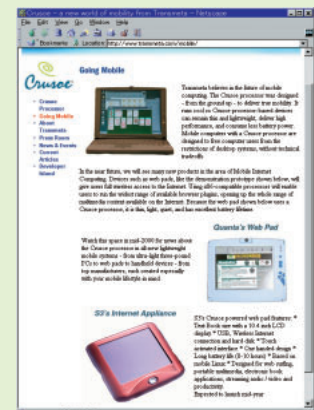 Crusoe - a new world of mobility from Transmeta - Netscape
File Edit View Go Window Help
Bookmarks Location http://www.transmeta.com/mobile/
Crusoe
Going Mobile
Crusoe
Processor
Going Mobile
About
Transmeta
Press Room
News & Events
Current
Articles
Developer
Island
Transmeta believes in the future of mobile
computing. The Crusoe processor was designed
- from the ground up - to deliver true mobility. It
runs cool so Crusoe processor-based devices
can remain thin and lightweight, deliver high
performance, and consume less battery power.
Mobile computers with a Crusoe processor are
designed to free computer users from the
restrictions of desktop systems, without technical
tradeoffs.
In the near future, we will see many new products in the area of Mobile Internet
Computing. Devices such as web pads, like the demonstration prototype shown below, will
give users full wireless access to the Internet. Using x86-compatible processors will enable
users to run the widest range of available browser plugins, opening up the whole range of
multimedia content available on the Internet. Because the web pad shown below uses a
Crusoe processor, it is thin, light, quiet, and has excellent battery lifetime.
Quanta's Web Pad
Watch this space in mid-2000 for news about
the Crusoe processor in all-new lightweight
mobile systems - from ultra-light three-pound
PCs to web pads to handheld devices - from
top manufacturers, each created especially
with your mobile lifestyle in mind.
S3's Internet Appliance
S3's Crusoe powered web pad features: *
Text Book size with a 10.4 inch LCD
display * USB, Wireless Internet
connection and hard disk * Touch
activated interface * One handed design *
Long battery life (8-10 hours) * Based on
mobile Linux * Designed for web surfing,
portable multimedia, electronic book
applications, streaming audio / video and
productivity.
Expected to launch mid-year